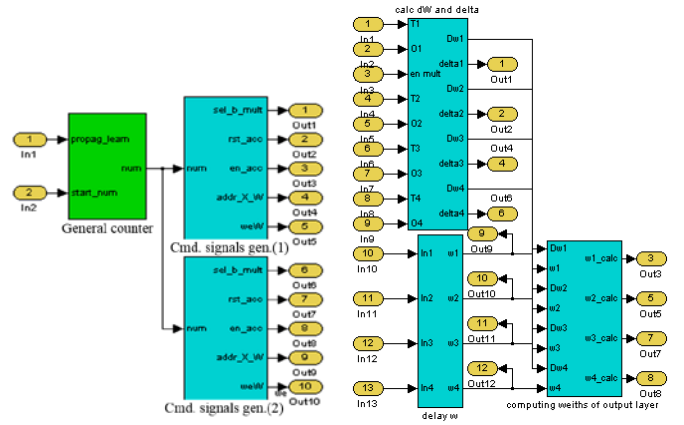 1
In1
2
In2
propag_learn
num
start_num
General counter
num
sel_b_mult
rst_acc
en_acc
addr_X_W
weW
1
Out1
2
Out2
3
Out3
4
Out4
5
Out5
Cmd. signals gen.(1)
num
sel_b_mult
rst_acc
en_acc
addr_X_W
weW
6
Out6
7
Out7
8
Out8
9
Out9
10
Out10
Cmd. signals gen.(2)
calc dW and delta
1
In1
2
In2
3
In3
4
In4
5
In5
6
In6
7
In7
8
In8
9
In9
T1
O1
en mult
T2
O2
T3
O3
T4
O4
Dw1
delta1
Dw2
delta2
Dw3
delta3
Dw4
delta4
1
Out1
2
Out2
Out4
4
Out6
6
10
In10
11
In11
12
In12
13
In13
In1
In2
In3
In4
w1
w2
w3
w4
delay w
9
Out9
10
Out10
11
Out11
12
Out12
Dw1
w1
Dw2
w2
Dw3
w3
Dw4
w4
w1_calc
w2_calc
w3_calc
w4_calc
3
Out3
5
Out5
7
Out7
8
Out8
computing weiths of output layer